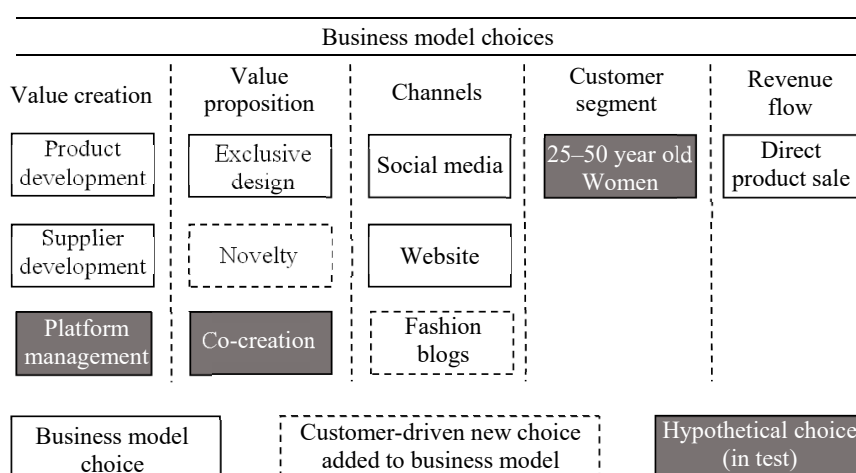 Business model choices
Value creation
Value
proposition
Channels
Customer
segment
Revenue
flow
Product
development
Exclusive
design
Social media
25–50 year old
Women
Direct
product sale
Supplier
development
Novelty
Website
Platform
management
Co-creation
Fashion
blogs
Business model
choice
Customer-driven new choice
added to business model
Hypothetical choice
(in test)